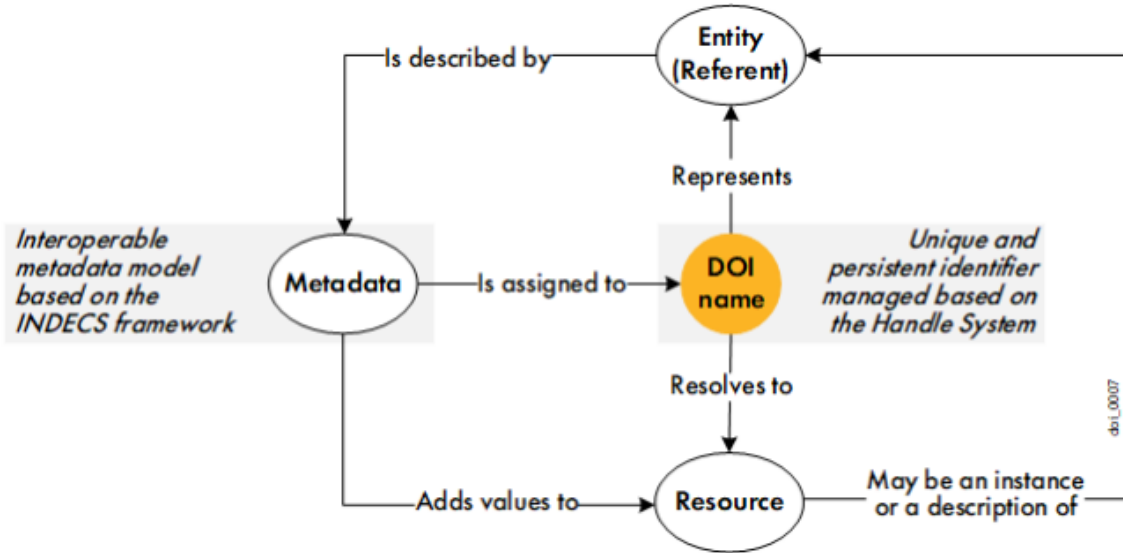 Entity
(Referent)
Is described by
Represents
Interoperable
metadata model
based on the
INDECS framework
Metadata
Is assigned to
DOI
name
Unique and
persistent identifier
managed based on
the Handle System
Resolves to
doi_0007
Adds values to
Resource
May be an instance
or a description of